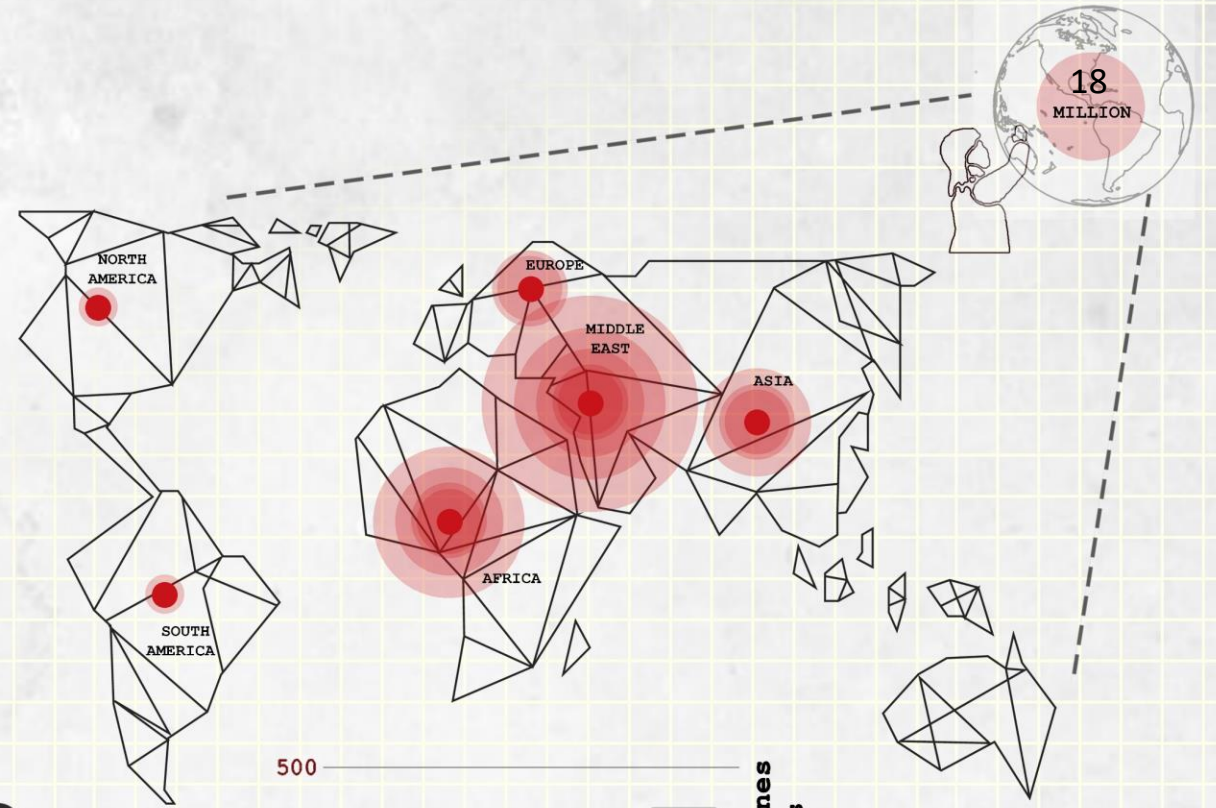 18
MILLION
NORTH
AMERICA
EUROPE
MIDDLE
EAST
ASIA
AFRICA
SOUTH
AMERICA
500